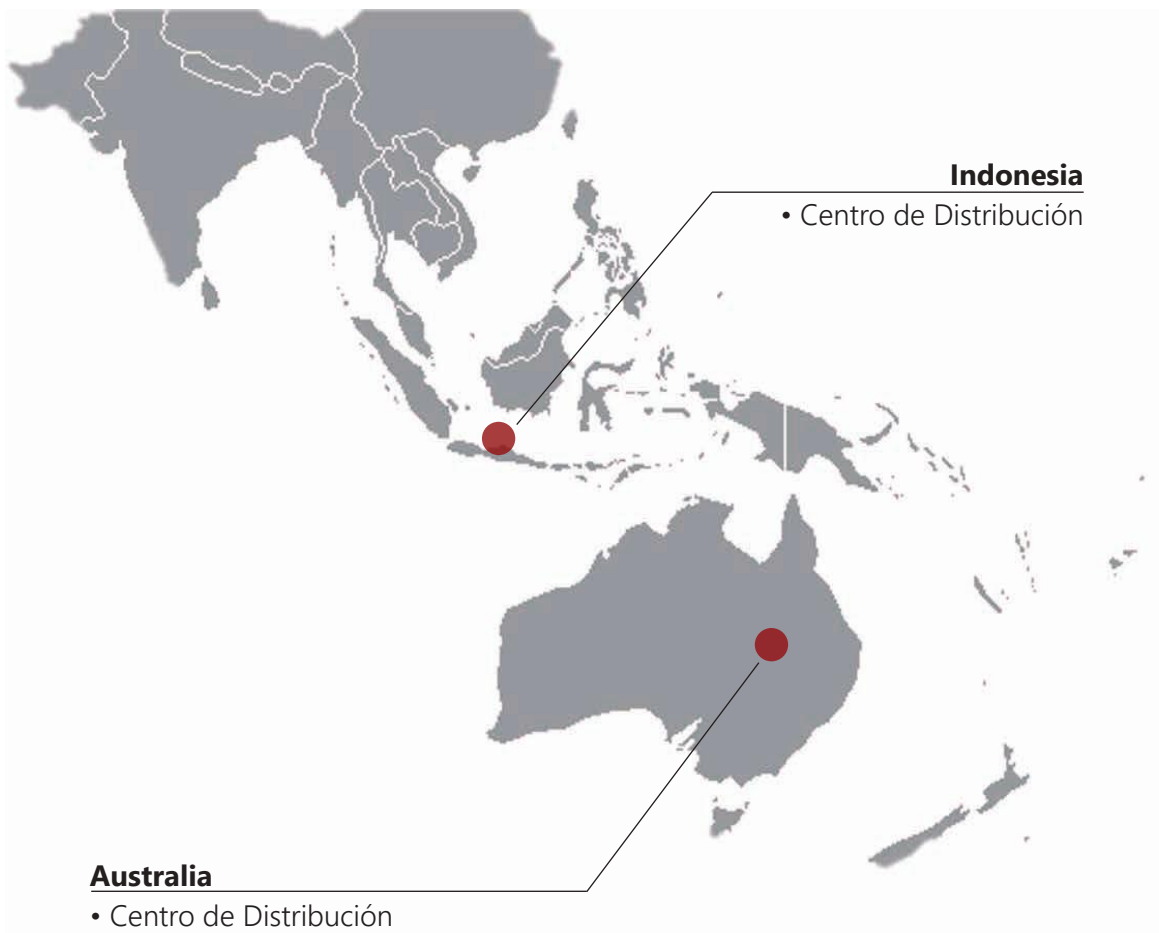 Indonesia
• Centro de Distribución
Australia
• Centro de Distribución